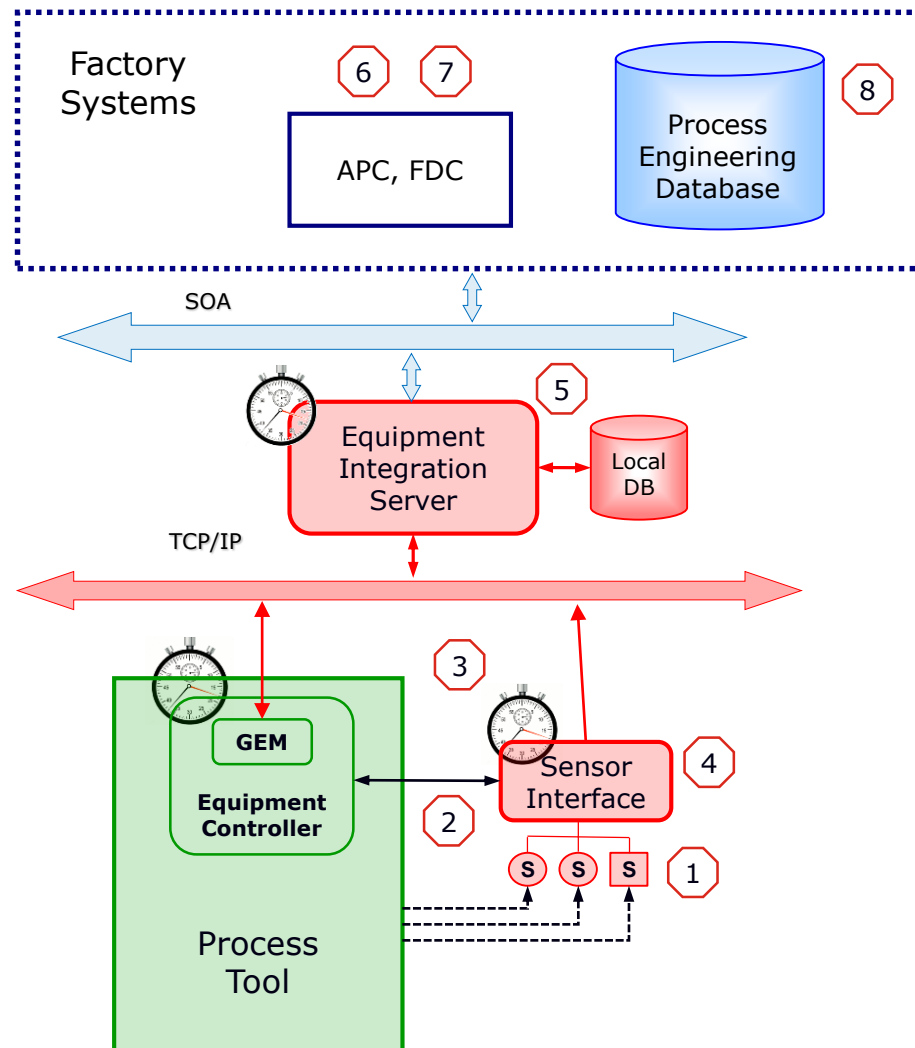 Factory
Systems
6
7
8
APC, FDC
Process
Engineering
Database
SOA
5
Equipment
Integration
Server
Local
DB
TCP/IP
3
GEM
Equipment
Controller
Sensor
Interface
4
2
S
S
S
1
Process
Tool